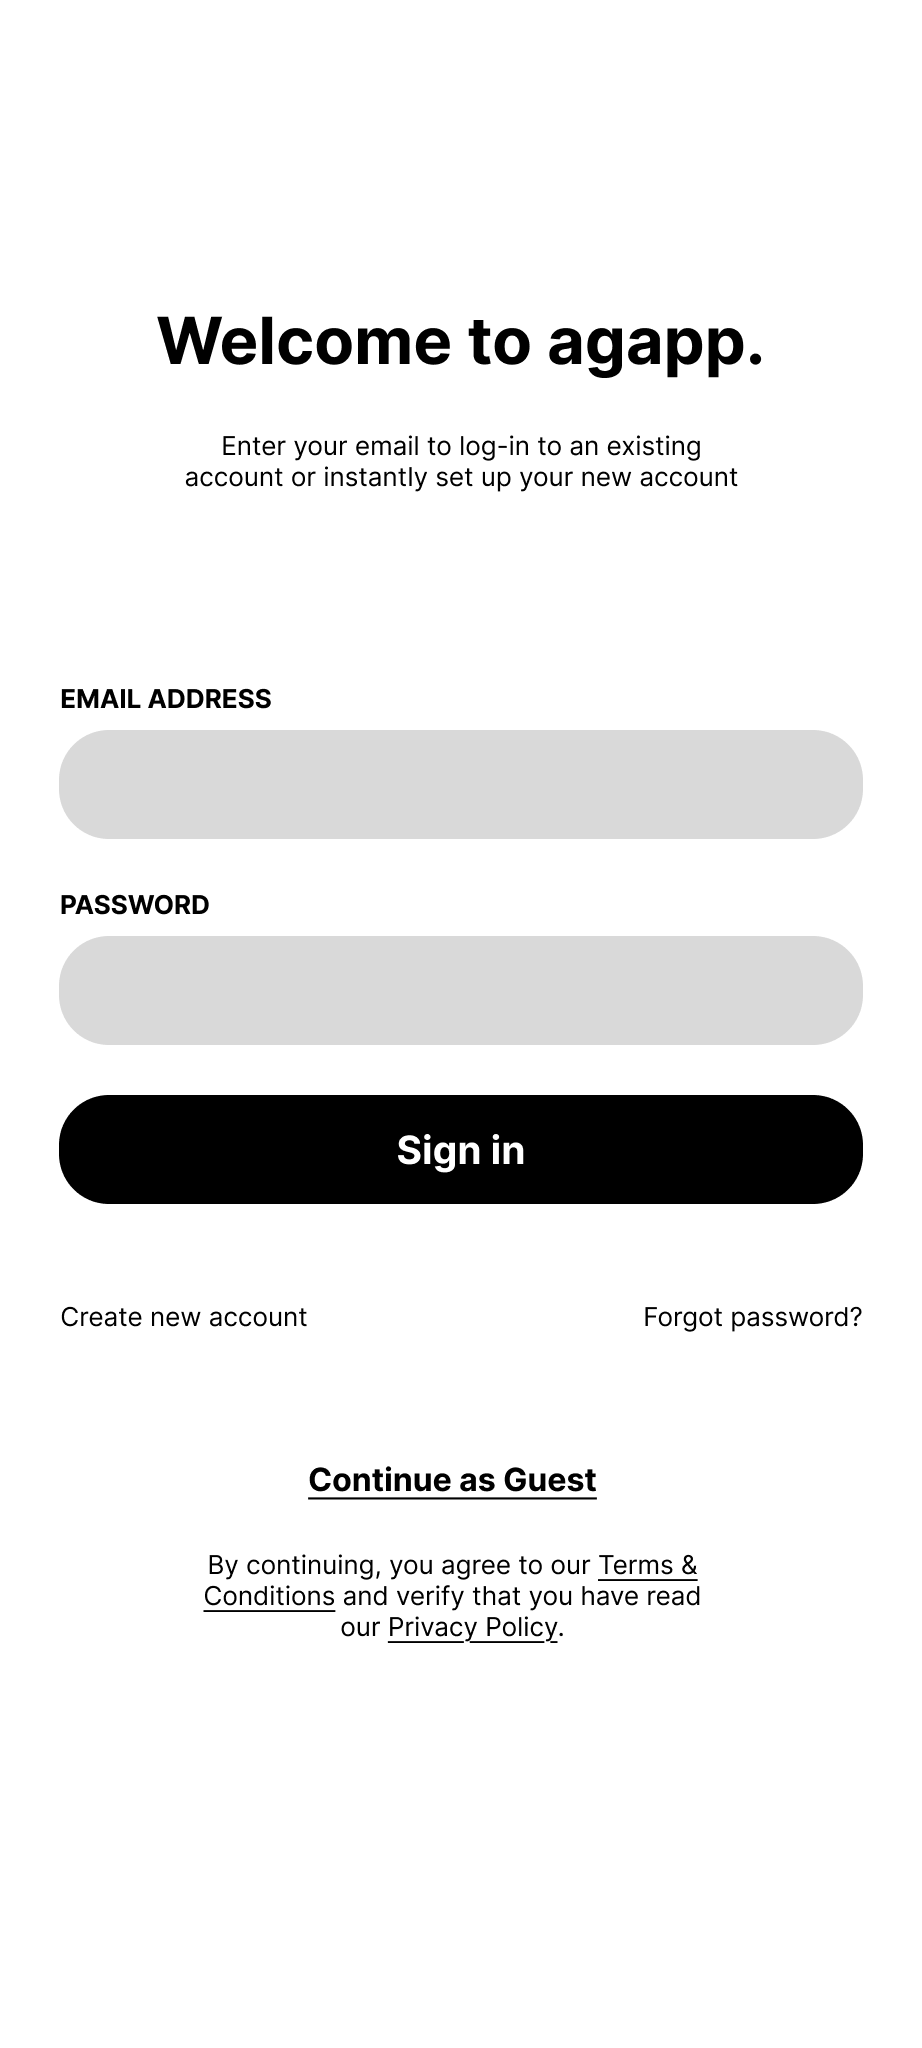 Welcome to agapp.
Enter your email to log-in to an existing
account or instantly set up your new account
EMAIL ADDRESS
PASSWORD
Sign in
Create new account
Forgot password?
Continue as Guest
By continuing, you agree to our Terms &
Conditions and verify that you have read
our Privacy Policy.